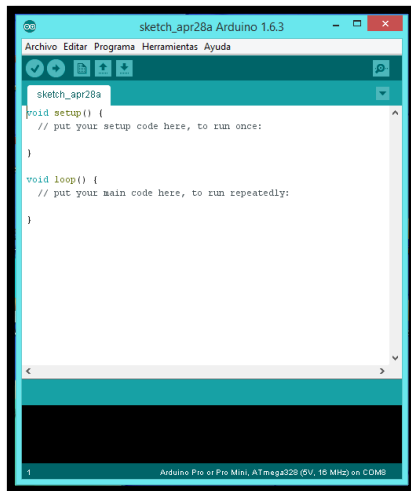 sketch_apr28a Arduino 1.6.3
Archivo Editar Programa Herramientas Ayuda
sketch_apr28a
void setup() {
// put your setup code here, to run once:
}
void loop() {
// put your main code here, to run repeatedly:
}
1 Arduino Pro or Pro Mini, ATmega328 (5V, 16 MHz) on COM8